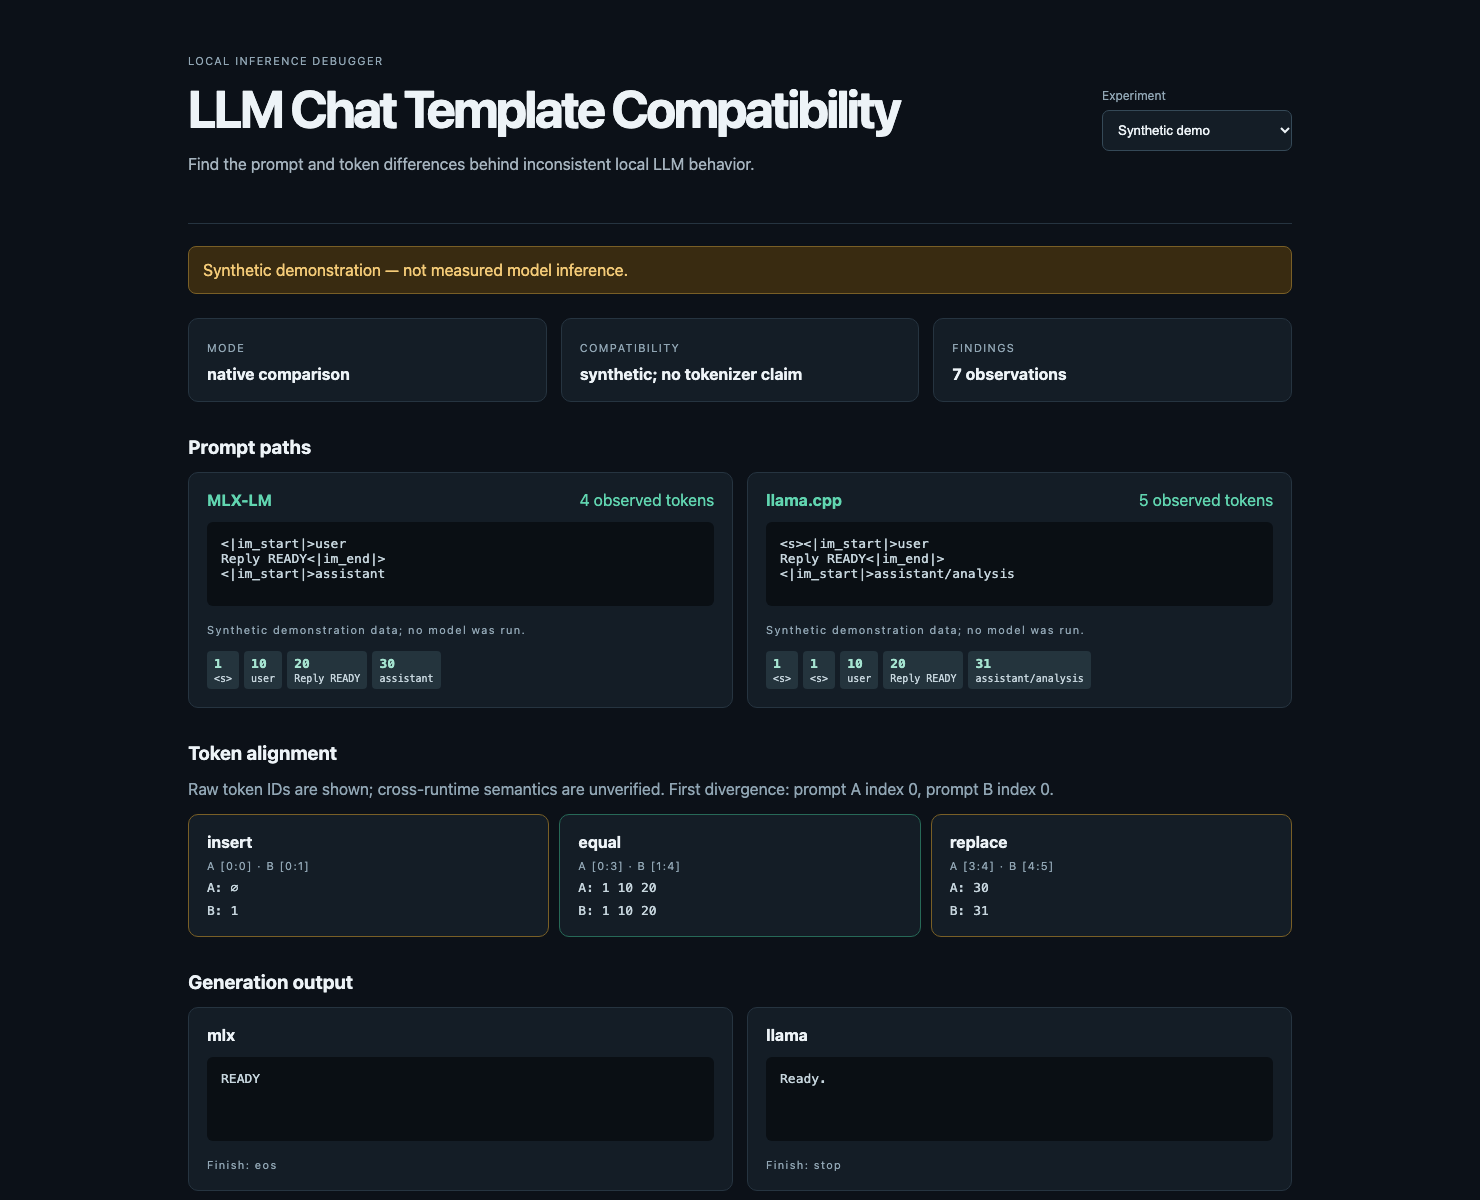 LOCAL INFERENCE DEBUGGER
LLM Chat Template Compatibility
Find the prompt and token differences behind inconsistent local LLM behavior.
Experiment
Synthetic demo
Synthetic demonstration — not measured model inference.
MODE
native comparison
COMPATIBILITY
synthetic; no tokenizer claim
FINDINGS
7 observations
Prompt paths
MLX-LM
4 observed tokens
<|im_start|>user
Reply READY<|im_end|>
<|im_start|>assistant
Synthetic demonstration data; no model was run.
1
<s>
10
user
20
Reply READY
30
assistant
llama.cpp
5 observed tokens
<s><|im_start|>user
Reply READY<|im_end|>
<|im_start|>assistant/analysis
Synthetic demonstration data; no model was run.
1
<s>
1
<s>
10
user
20
Reply READY
31
assistant/analysis
Token alignment
Raw token IDs are shown; cross-runtime semantics are unverified. First divergence: prompt A index 0, prompt B index 0.
insert
A [0:0] · B [0:1]
A: ∅
B: 1
equal
A [0:3] · B [1:4]
A: 1 10 20
B: 1 10 20
replace
A [3:4] · B [4:5]
A: 30
B: 31
Generation output
mlx
READY
Finish: eos
llama
Ready.
Finish: stop